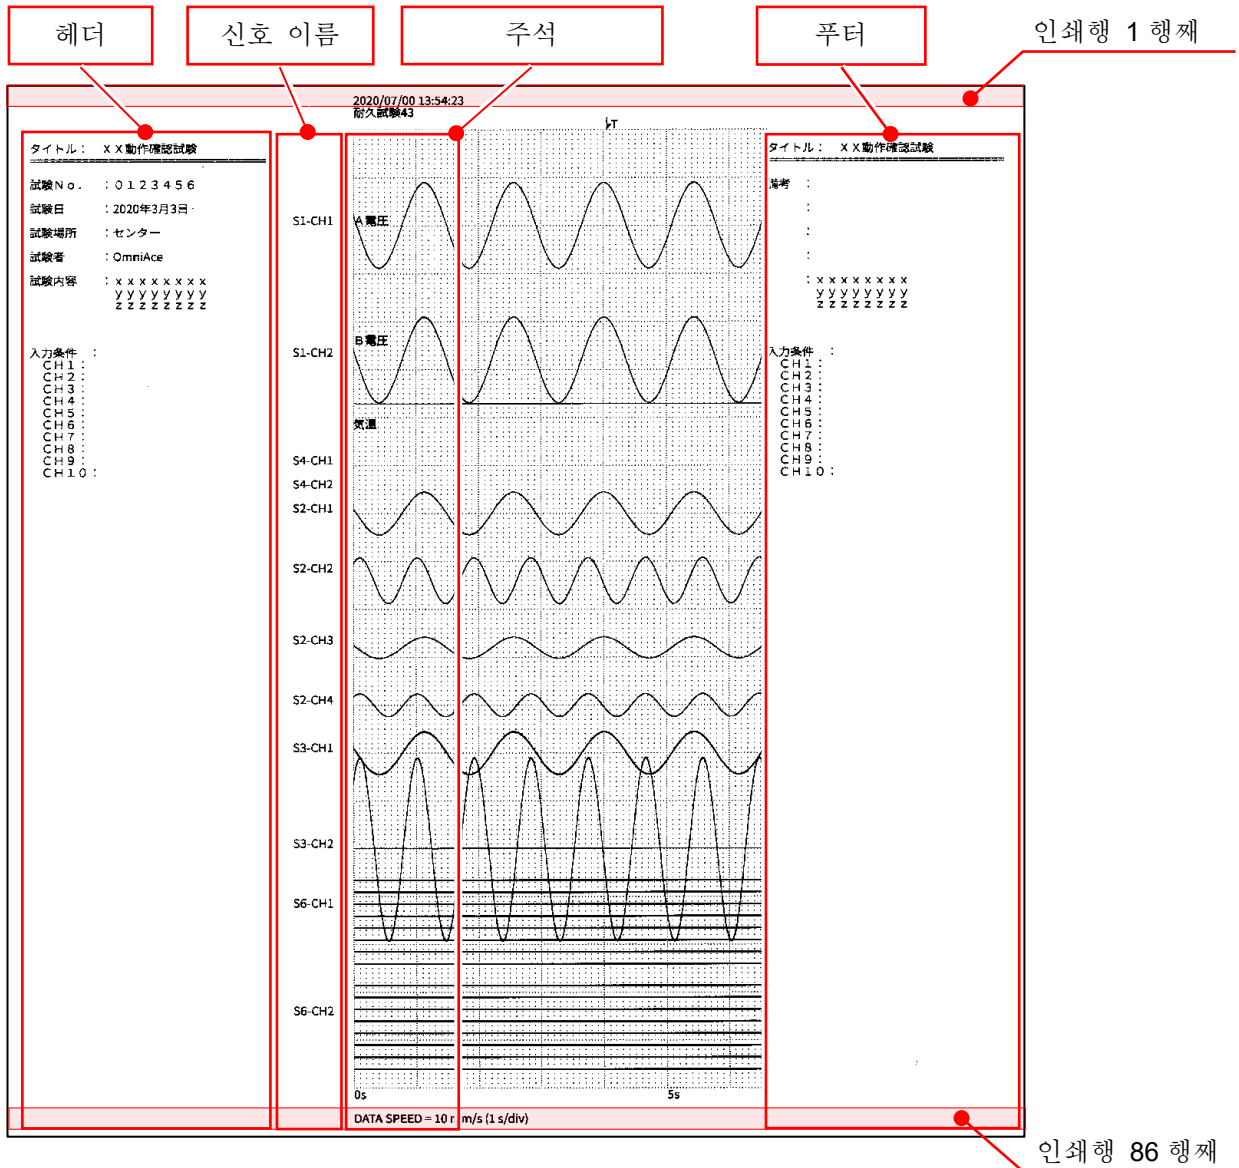 헤더
신호 이름
주석
푸터
인쇄행 1 행째
2020/07/00 13:54:23
耐久試験43
T
タイトル： ＸＸ動作確認試験
試験Ｎｏ． ：０１２３４５６
試験日 ：2020年3月3日
試験場所 ：センター
試験者 ：OmniAce
試験内容 ：ｘｘｘｘｘｘｘｘ
ｙｙｙｙｙｙｙｙ
ｚｚｚｚｚｚｚｚ
入力条件 ：
ＣＨ１：
ＣＨ２：
ＣＨ３：
ＣＨ４：
ＣＨ５：
ＣＨ６：
ＣＨ７：
ＣＨ８：
ＣＨ９：
ＣＨ１０：
S1-CH1
S1-CH2
S4-CH1
S4-CH2
S2-CH1
S2-CH2
S2-CH3
S2-CH4
S3-CH1
S3-CH2
S6-CH1
S6-CH2
A電圧
B電圧
気温
0s 5s
DATA SPEED = 10 mm/s (1 s/div)
タイトル： ＸＸ動作確認試験
備考 ：
：
：
：
：ｘｘｘｘｘｘｘｘ
ｙｙｙｙｙｙｙｙ
ｚｚｚｚｚｚｚｚ
入力条件 ：
ＣＨ１：
ＣＨ２：
ＣＨ３：
ＣＨ４：
ＣＨ５：
ＣＨ６：
ＣＨ７：
ＣＨ８：
ＣＨ９：
ＣＨ１０：
인쇄행 86 행째